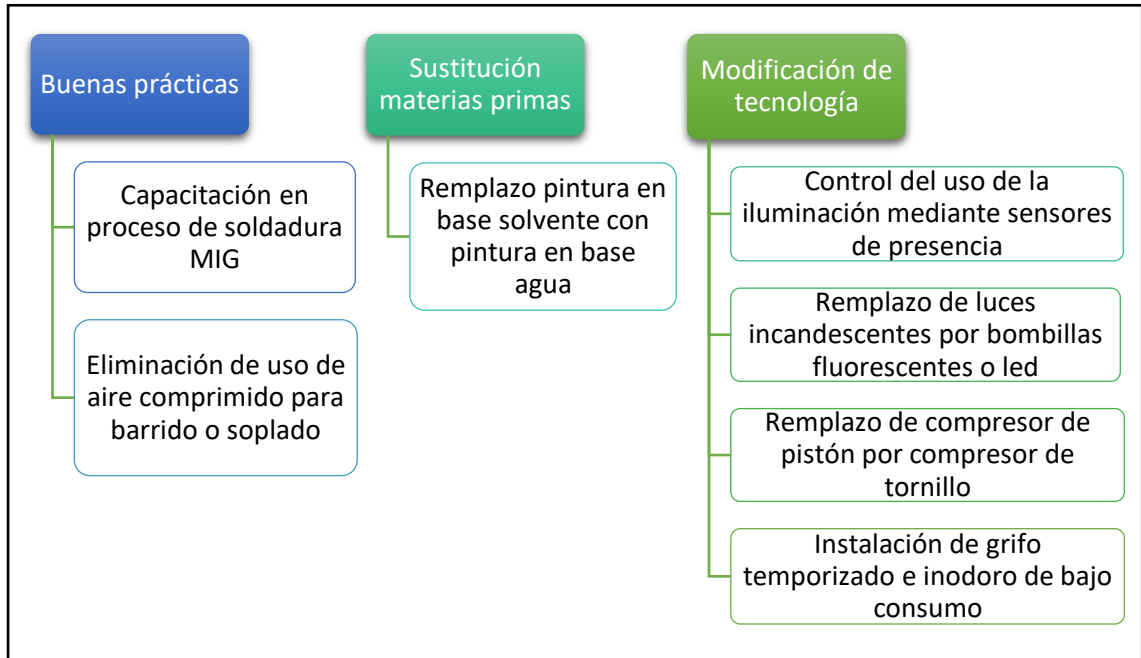 Buenas prácticas
Capacitación en
proceso de soldadura
MIG
Eliminación de uso de
aire comprimido para
barrido o soplado
Sustitución
materias primas
Remplazo pintura en
base solvente con
pintura en base
agua
Modificación de
tecnología
Control del uso de la
iluminación mediante sensores
de presencia
Remplazo de luces
incandescentes por bombillas
fluorescentes o led
Remplazo de compresor de
pistón por compresor de
tornillo
Instalación de grifo
temporizado e inodoro de bajo
consumo